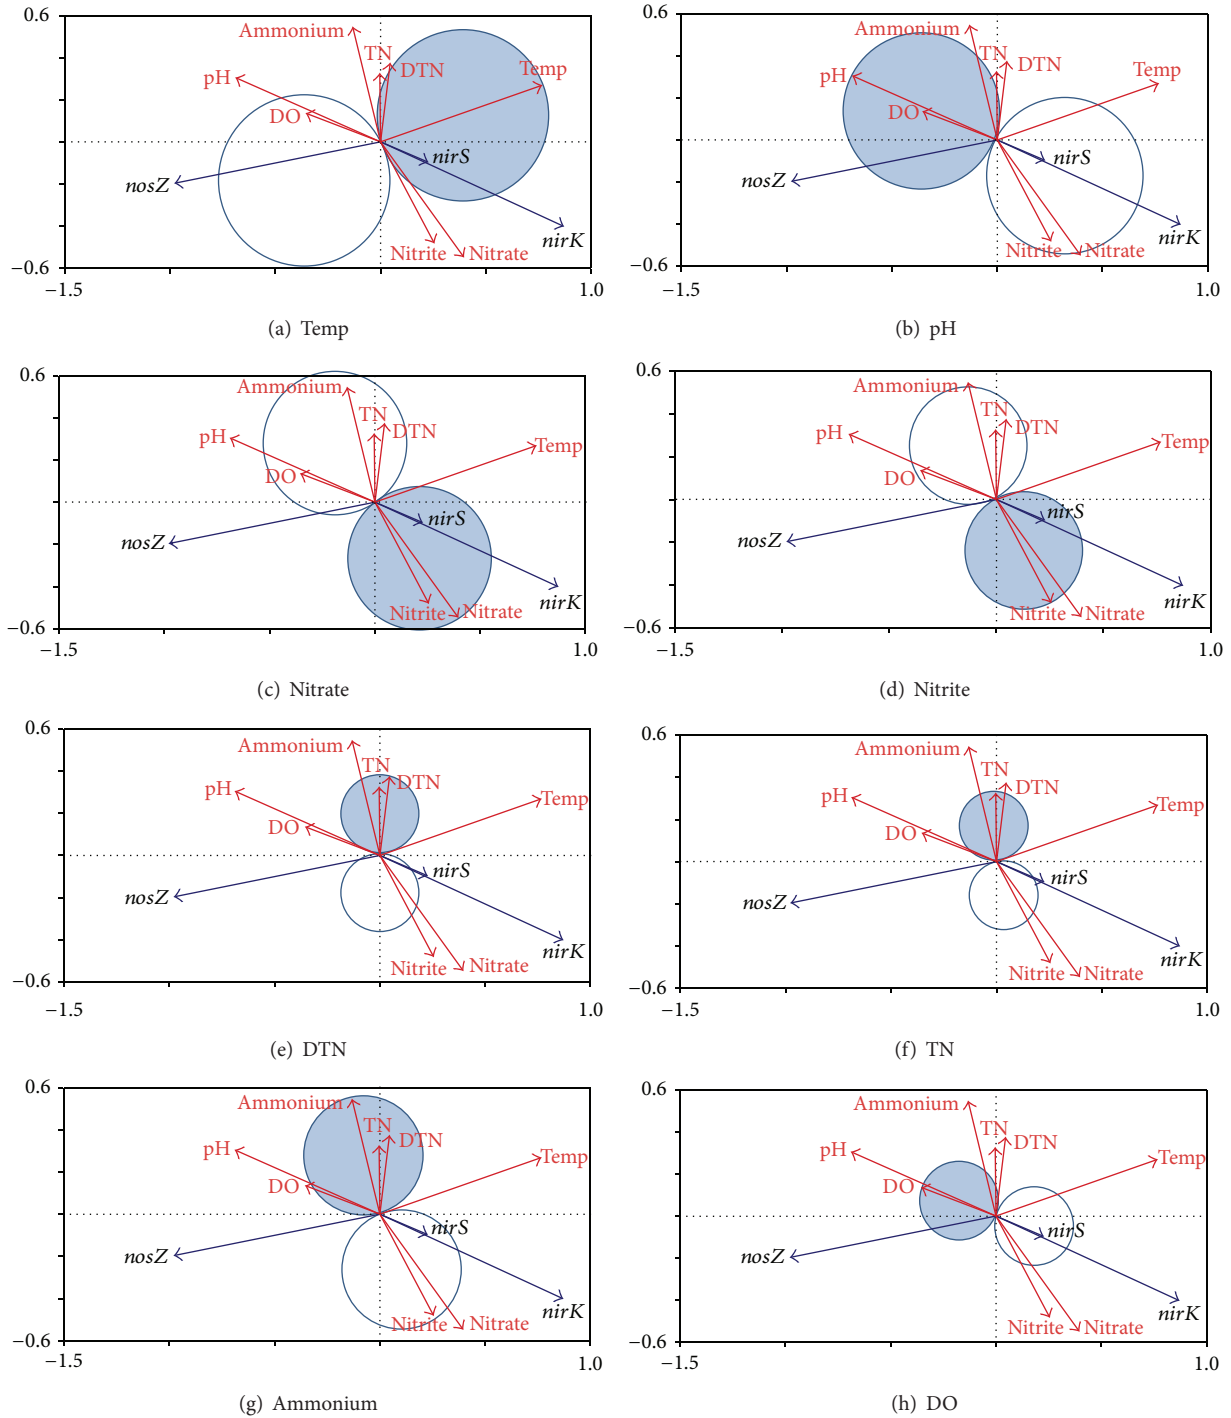 0.6
Ammonium
TN
DTN
Temp
pH
DO
nirS
nosZ
nirK
Nitrite
Nitrate
−0.6
−1.5
1.0
(a) Temp
0.6
Ammonium
TN
DTN
Temp
pH
DO
nirS
nosZ
nirK
Nitrite
Nitrate
−0.6
−1.5
1.0
(b) pH
0.6
Ammonium
TN
DTN
pH
Temp
DO
nirS
nosZ
nirK
Nitrite
Nitrate
−0.6
−1.5
1.0
(c) Nitrate
0.6
Ammonium
TN
DTN
pH
Temp
DO
nirS
nosZ
nirK
Nitrite
Nitrate
−0.6
−1.5
1.0
(d) Nitrite
0.6
Ammonium
TN
DTN
pH
Temp
DO
nirS
nosZ
nirK
Nitrite
Nitrate
−0.6
−1.5
1.0
(e) DTN
0.6
Ammonium
TN
DTN
pH
Temp
DO
nirS
nosZ
nirK
Nitrite
Nitrate
−0.6
−1.5
1.0
(f) TN
0.6
Ammonium
TN
DTN
pH
Temp
DO
nirS
nosZ
nirK
Nitrite
Nitrate
−0.6
−1.5
1.0
(g) Ammonium
0.6
Ammonium
TN
DTN
pH
Temp
DO
nirS
nosZ
nirK
Nitrite
Nitrate
−0.6
−1.5
1.0
(h) DO